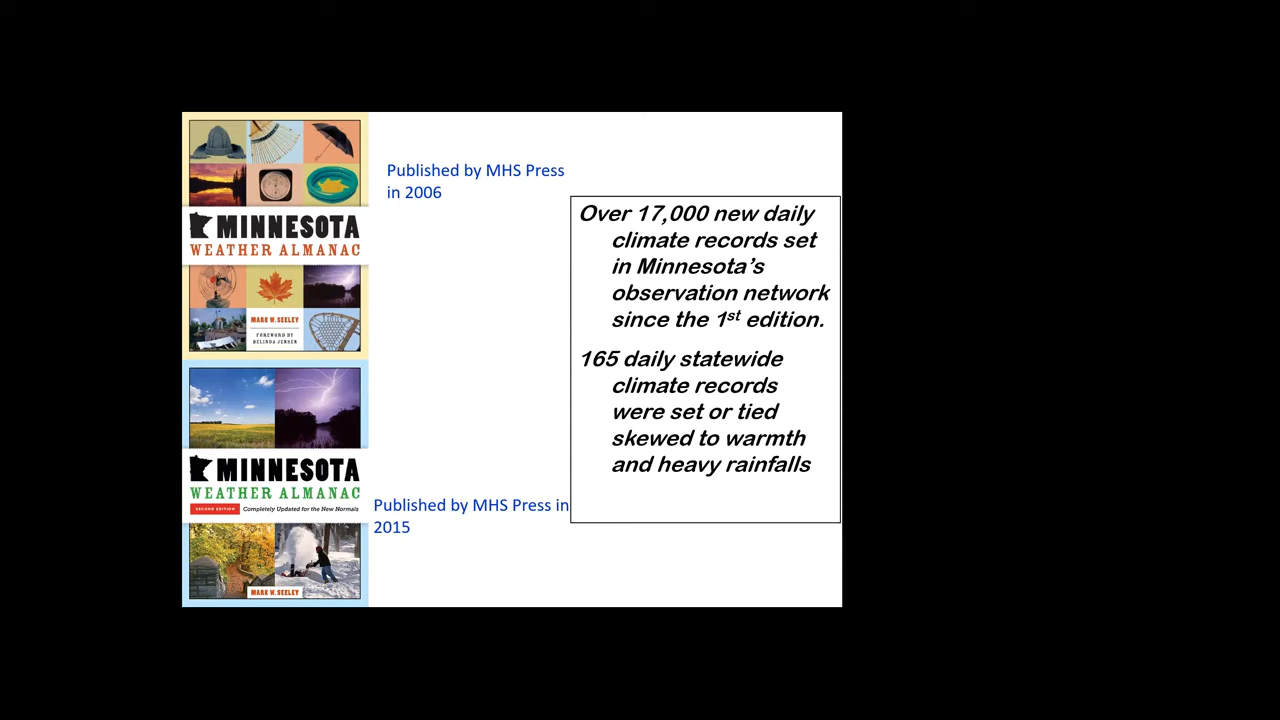 MINNESOTA
WEATHER ALMANAC
MARK W. SEELEY
FOREWORD BY
BELINDA JENSEN
MINNESOTA
WEATHER ALMANAC
SECOND EDITION Completely Updated for the New Normals
MARK W. SEELEY
Published by MHS Press
in 2006
Published by MHS Press in
2015
Over 17,000 new daily
climate records set
in Minnesota’s
observation network
since the 1st edition.
165 daily statewide
climate records
were set or tied
skewed to warmth
and heavy rainfalls